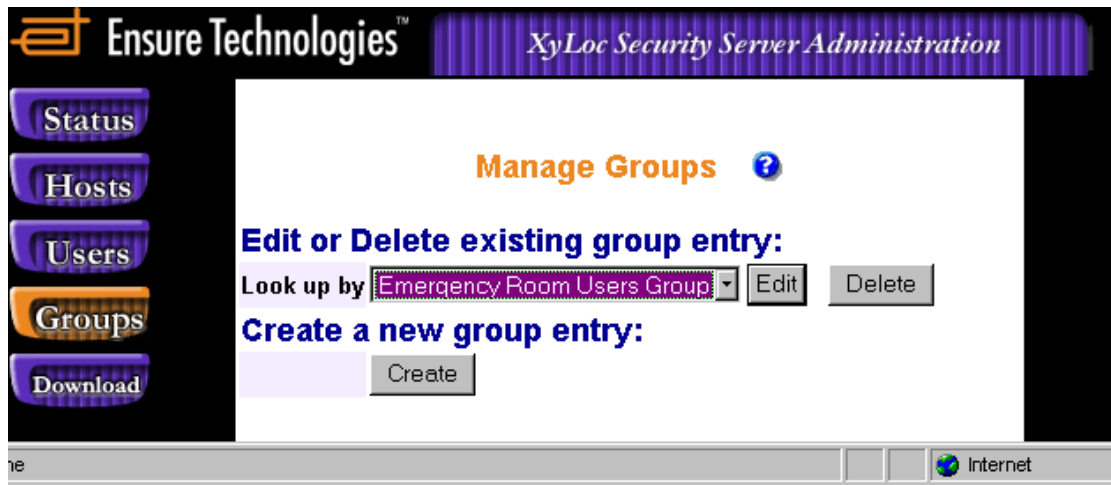 Ensure Technologies™
XyLoc Security Server Administration
Status
Hosts
Users
Groups
Download
Manage Groups ?
Edit or Delete existing group entry:
Look up by Emergency Room Users Group Edit Delete
Create a new group entry:
Create
ne Internet